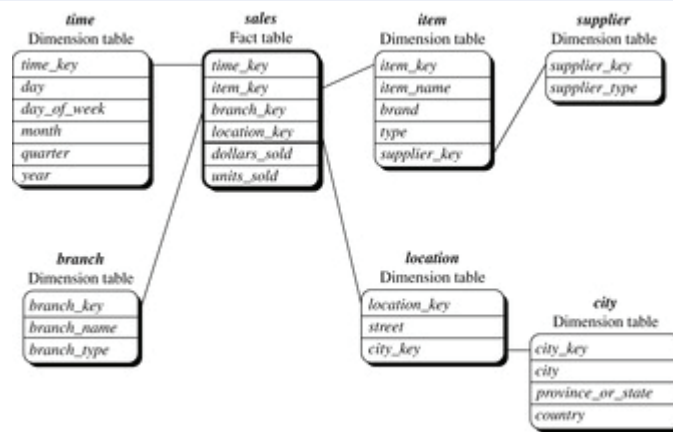 time
Dimension table
time_key
day
day_of_week
month
quarter
year
sales
Fact table
time_key
item_key
branch_key
location_key
dollars_sold
units_sold
item
Dimension table
item_key
item_name
brand
type
supplier_key
supplier
Dimension table
supplier_key
supplier_type
branch
Dimension table
branch_key
branch_name
branch_type
location
Dimension table
location_key
street
city_key
city
Dimension table
city_key
city
province_or_state
country